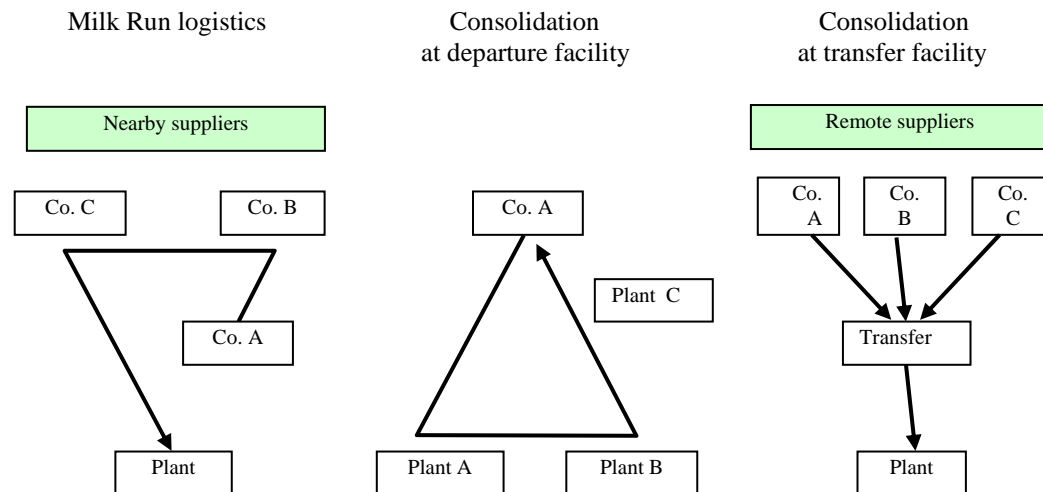 Milk Run logistics
Consolidation
at departure facility
Consolidation
at transfer facility
Nearby suppliers
Remote suppliers
Co. C
Co. B
Co. A
Plant
Co. A
Plant C
Plant A
Plant B
Co.
A
Co.
B
Co.
C
Transfer
Plant